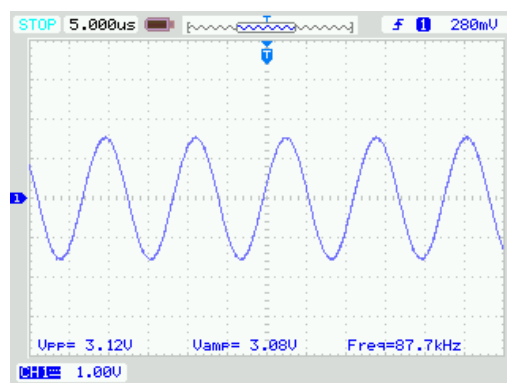 STOP 5.000us T 1 280mV
T
1
Vpp= 3.12V Vamp= 3.08V Freq=87.7kHz
CH1 1.00V